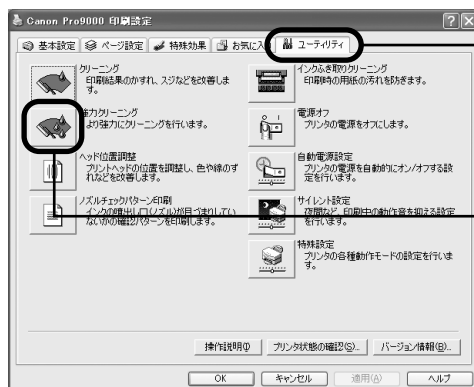 Canon Pro9000 印刷設定
基本設定 ページ設定 特殊効果 お気に入 ユーティリティ
クリーニング
印刷結果のかすれ、スジなどを改善します。
強力クリーニング
より強力にクリーニングを行います。
ヘッド位置調整
プリントヘッドの位置を調整し、色や線のずれなどを改善します。
ノズルチェックパターン印刷
インクの噴出し口(ノズル)が目づまりしていないかの確認パターンを印刷します。
インクふき取りクリーニング
印刷時の用紙の汚れを防ぎます。
電源オフ
プリンタの電源をオフにします。
自動電源設定
プリンタの電源を自動的にオン/オフする設定を行います。
サイレント設定
夜間など、印刷中の動作音を抑える設定を行います。
特殊設定
プリンタの各種動作モードの設定を行います。
操作説明(I) プリンタ状態の確認(S)... バージョン情報(B)...
OK キャンセル 適用(A) ヘルプ